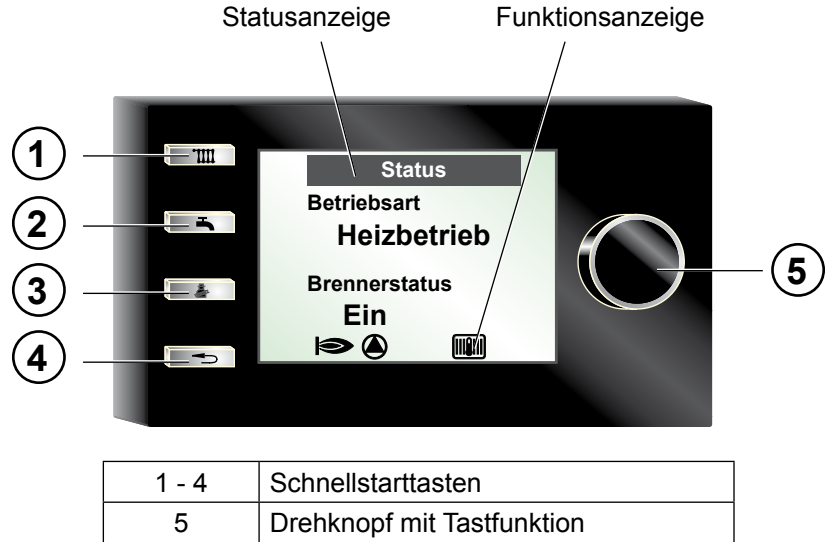 Statusanzeige Funktionsanzeige
1
2
3
4
5
Status
Betriebsart
Heizbetrieb
Brennerstatus
Ein
1 - 4 Schnellstarttasten
5 Drehknopf mit Tastfunktion